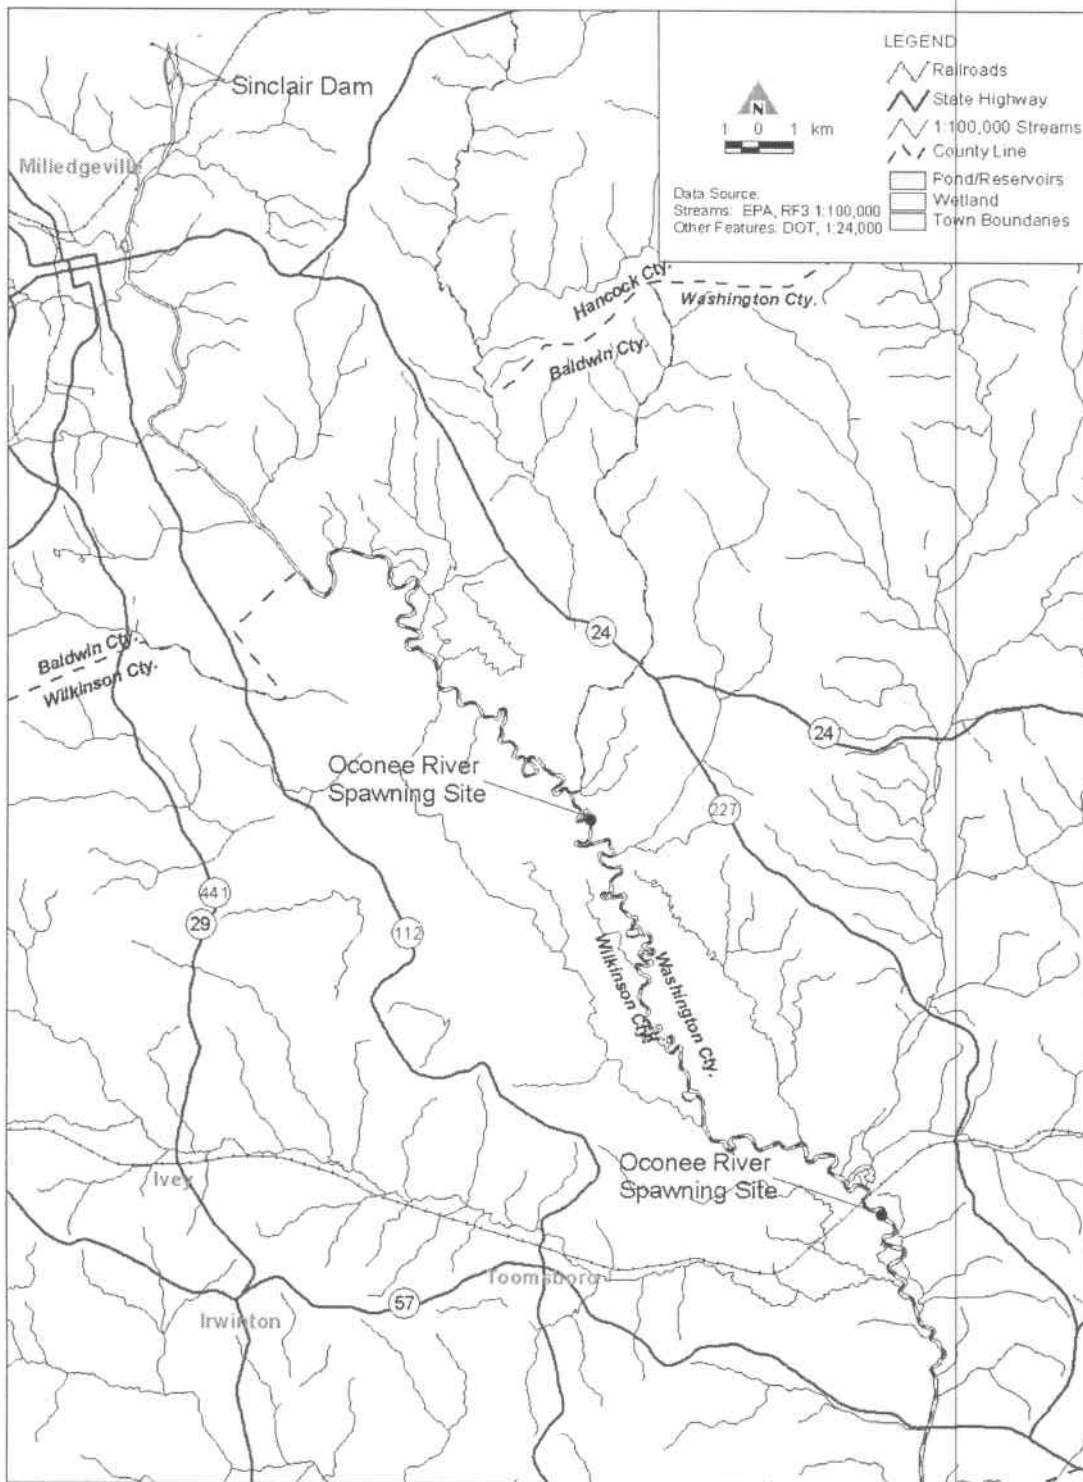 LEGEND
Railroads
State Highway
1:100,000 Streams
County Line
Pond/Reservoirs
Wetland
Town Boundaries
N
1 0 1 km
Data Source:
Streams: EPA, RF3 1:100,000
Other Features: DOT, 1:24,000
Sinclair Dam
Milledgeville
Hancock Cty.
Washington Cty.
Baldwin Cty.
24
Baldwin Cty.
Wilkinson Cty.
24
Oconee River
Spawning Site
227
441
29
112
Wilkinson Cty.
Washington Cty.
Oconee River
Spawning Site
Ivey
Toomsboro
57
Irwinton